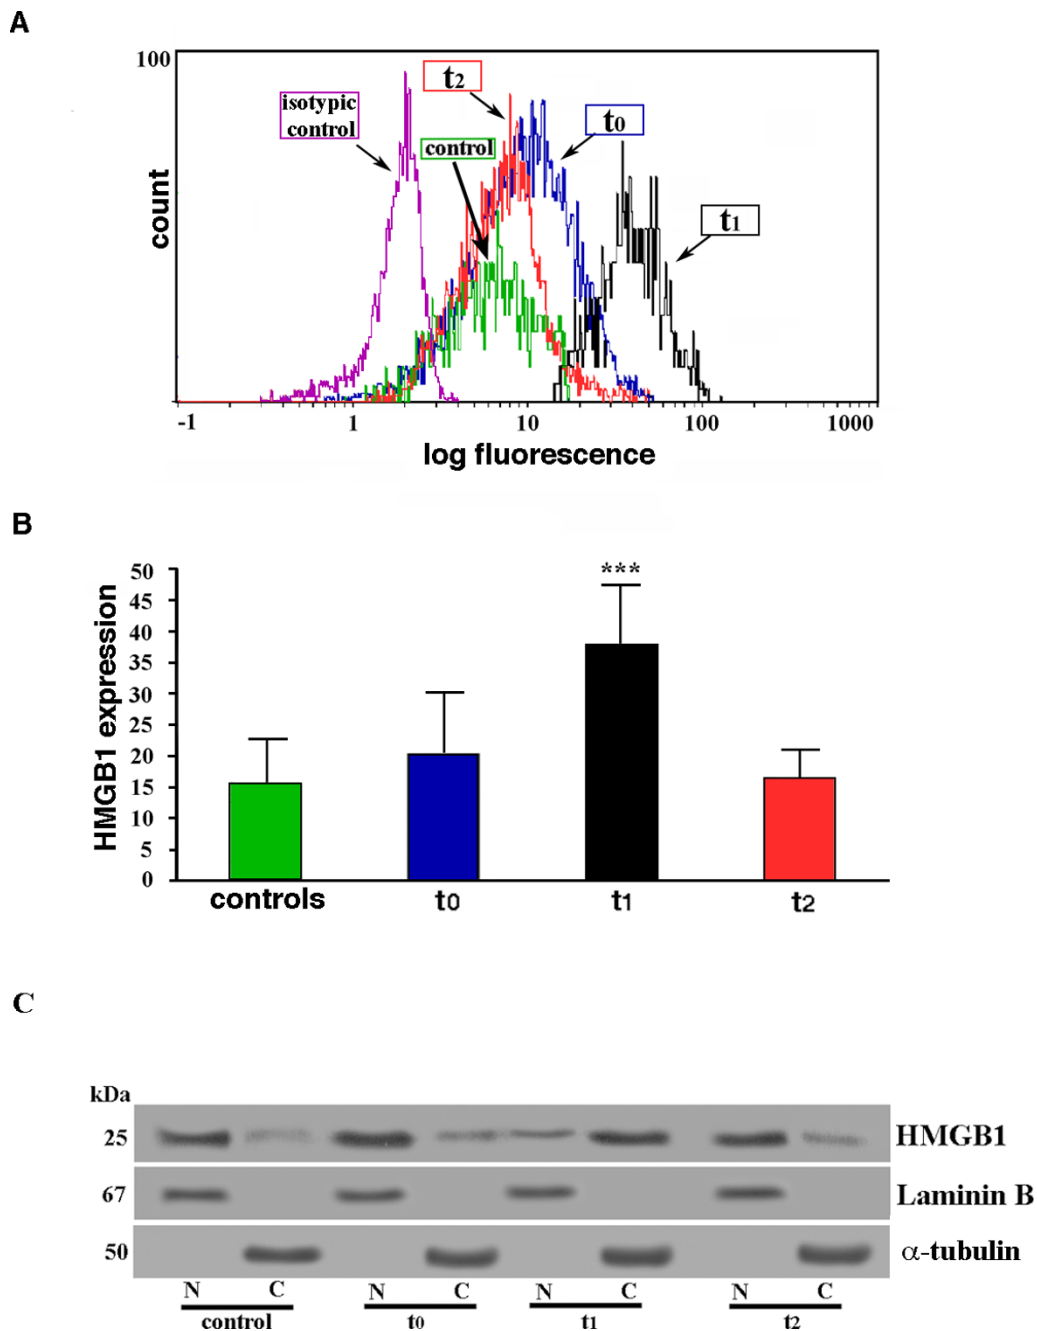 A
100
count
isotypic
control
t2
control
t0
t1
-1 1 10 100 1000
log fluorescence
B
HMGB1 expression
50
45
40
35
30
25
20
15
10
5
0
***
controls t0 t1 t2
C
kDa
25 HMGB1
67 Laminin B
50 α-tubulin
N C N C N C N C
control t0 t1 t2